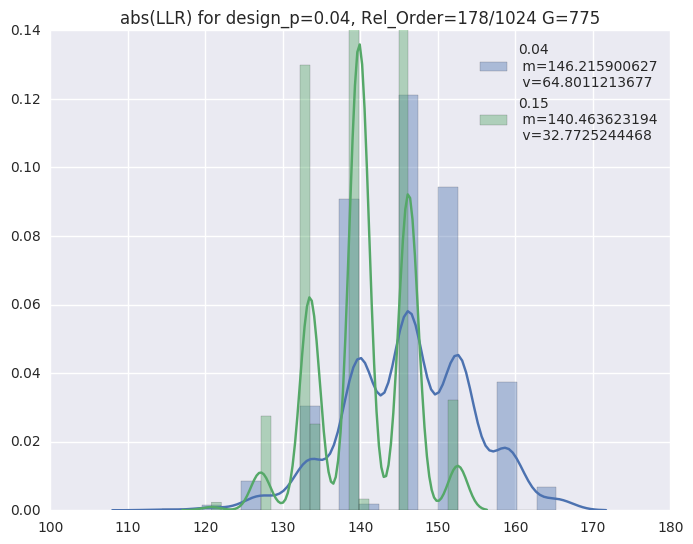 abs(LLR) for design_p=0.04, Rel_Order=178/1024 G=775
0.04
m=146.215900627
v=64.8011213677
0.15
m=140.463623194
v=32.7725244468
0.14
0.12
0.10
0.08
0.06
0.04
0.02
0.00
100 110 120 130 140 150 160 170 180